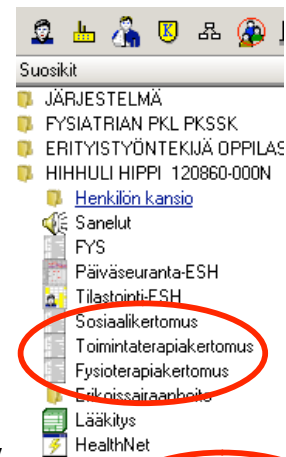 K
Suosikit
JÄRJESTELMÄ
FYSIATRIAN PKL PKSSK
ERITYISTYÖNTEKIJÄ OPPILAS
HIHHULI HIPPI 120860-000N
Henkilön kansio
Sanelut
FYS
Päiväseuranta-ESH
Tilastointi-ESH
Sosiaalikertomus
Toimintaterapiakertomus
Fysioterapiakertomus
Erikoissairaanhoito
Lääkitys
HealthNet